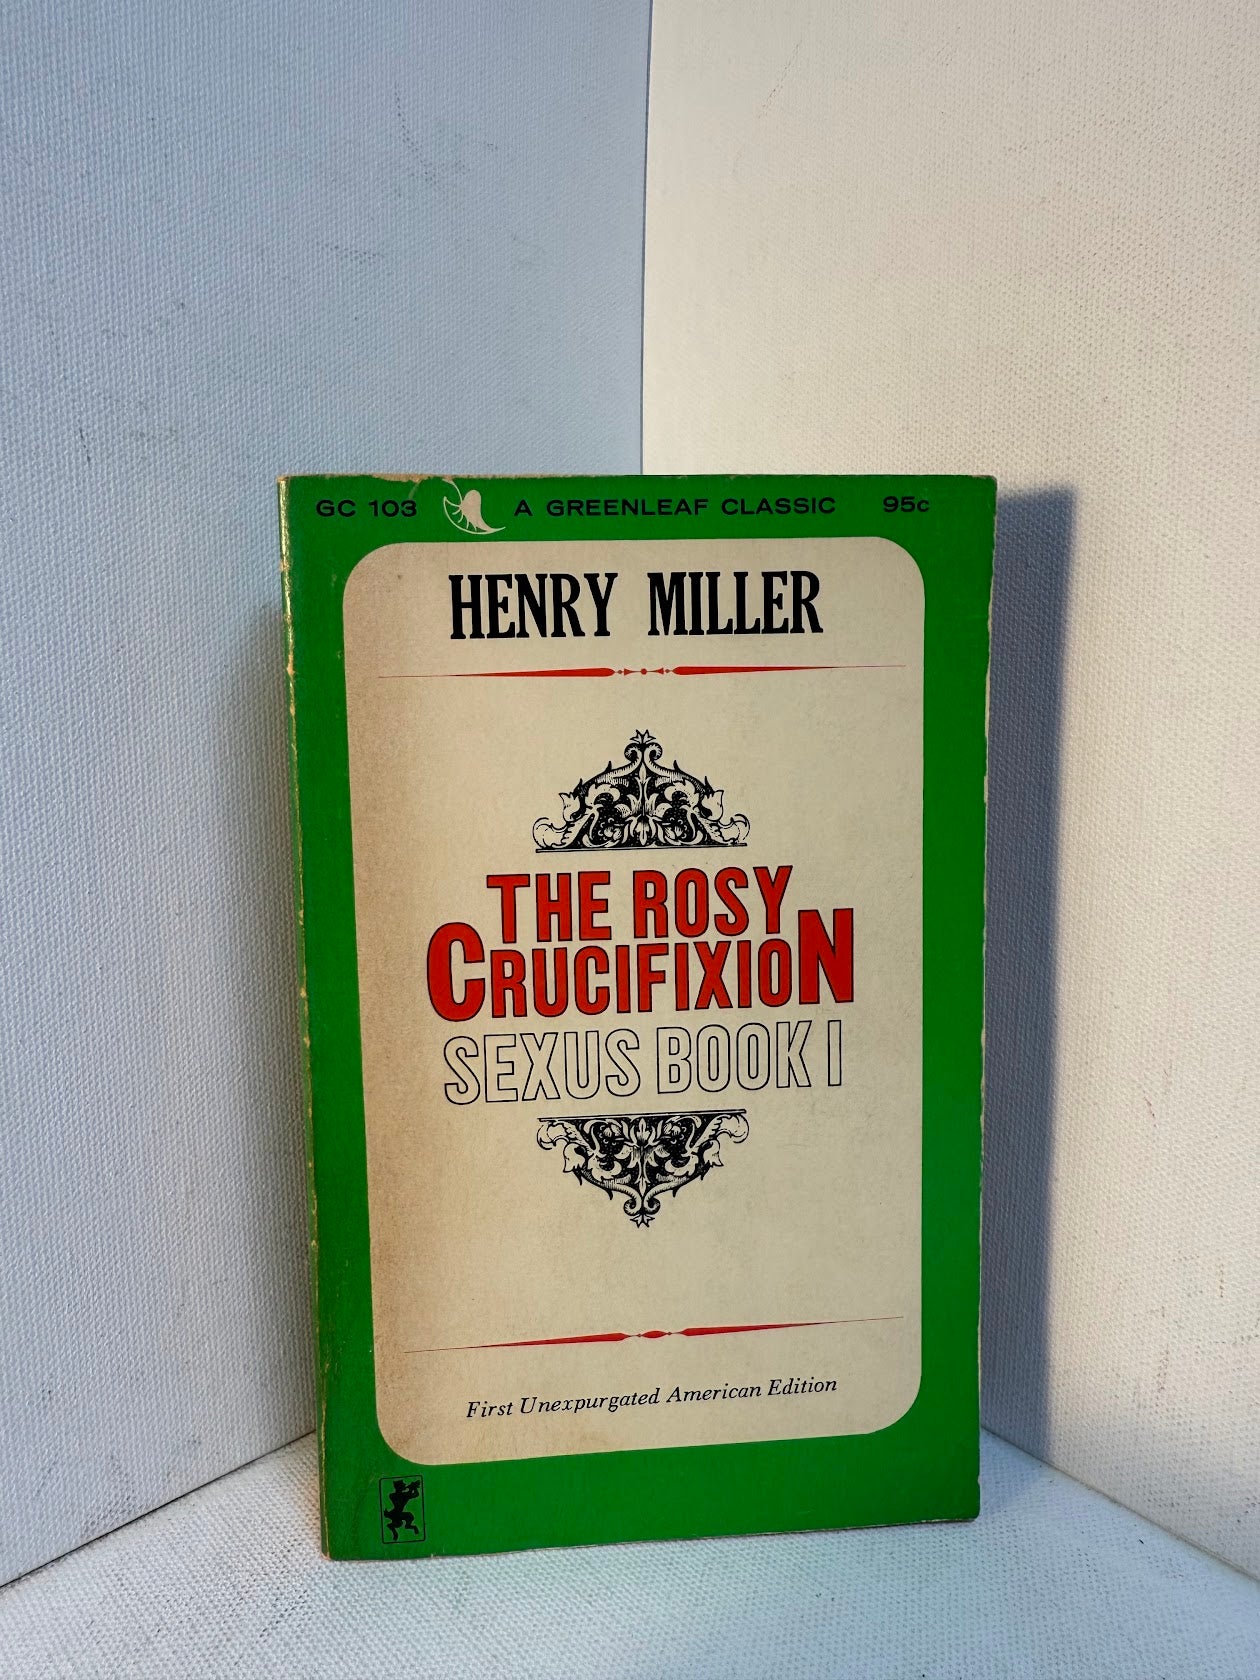 GC 103 A GREENLEAF CLASSIC 95c
HENRY MILLER
THE ROSY
CRUCIFIXION
SEXUS BOOK I
First Unexpurgated American Edition